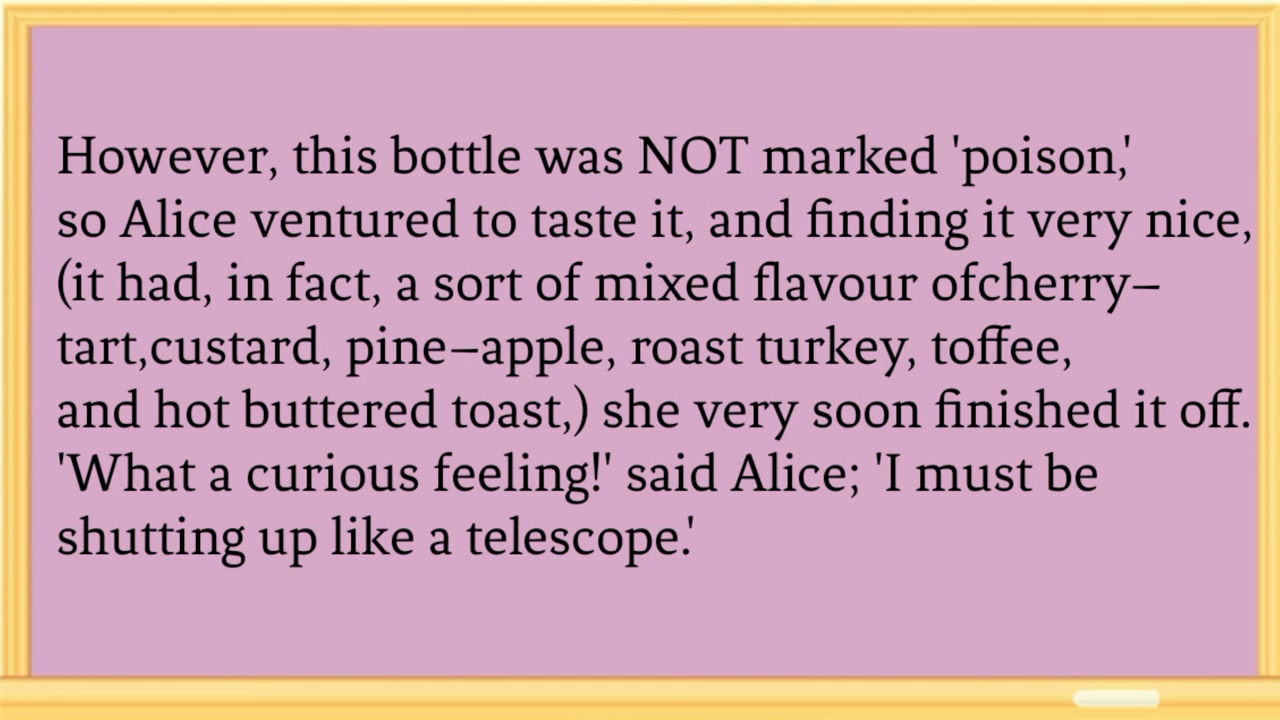 However, this bottle was NOT marked 'poison,'
so Alice ventured to taste it, and finding it very nice,
(it had, in fact, a sort of mixed flavour ofcherry–
tart,custard, pine–apple, roast turkey, toffee,
and hot buttered toast,) she very soon finished it off.
'What a curious feeling!' said Alice; 'I must be
shutting up like a telescope.'